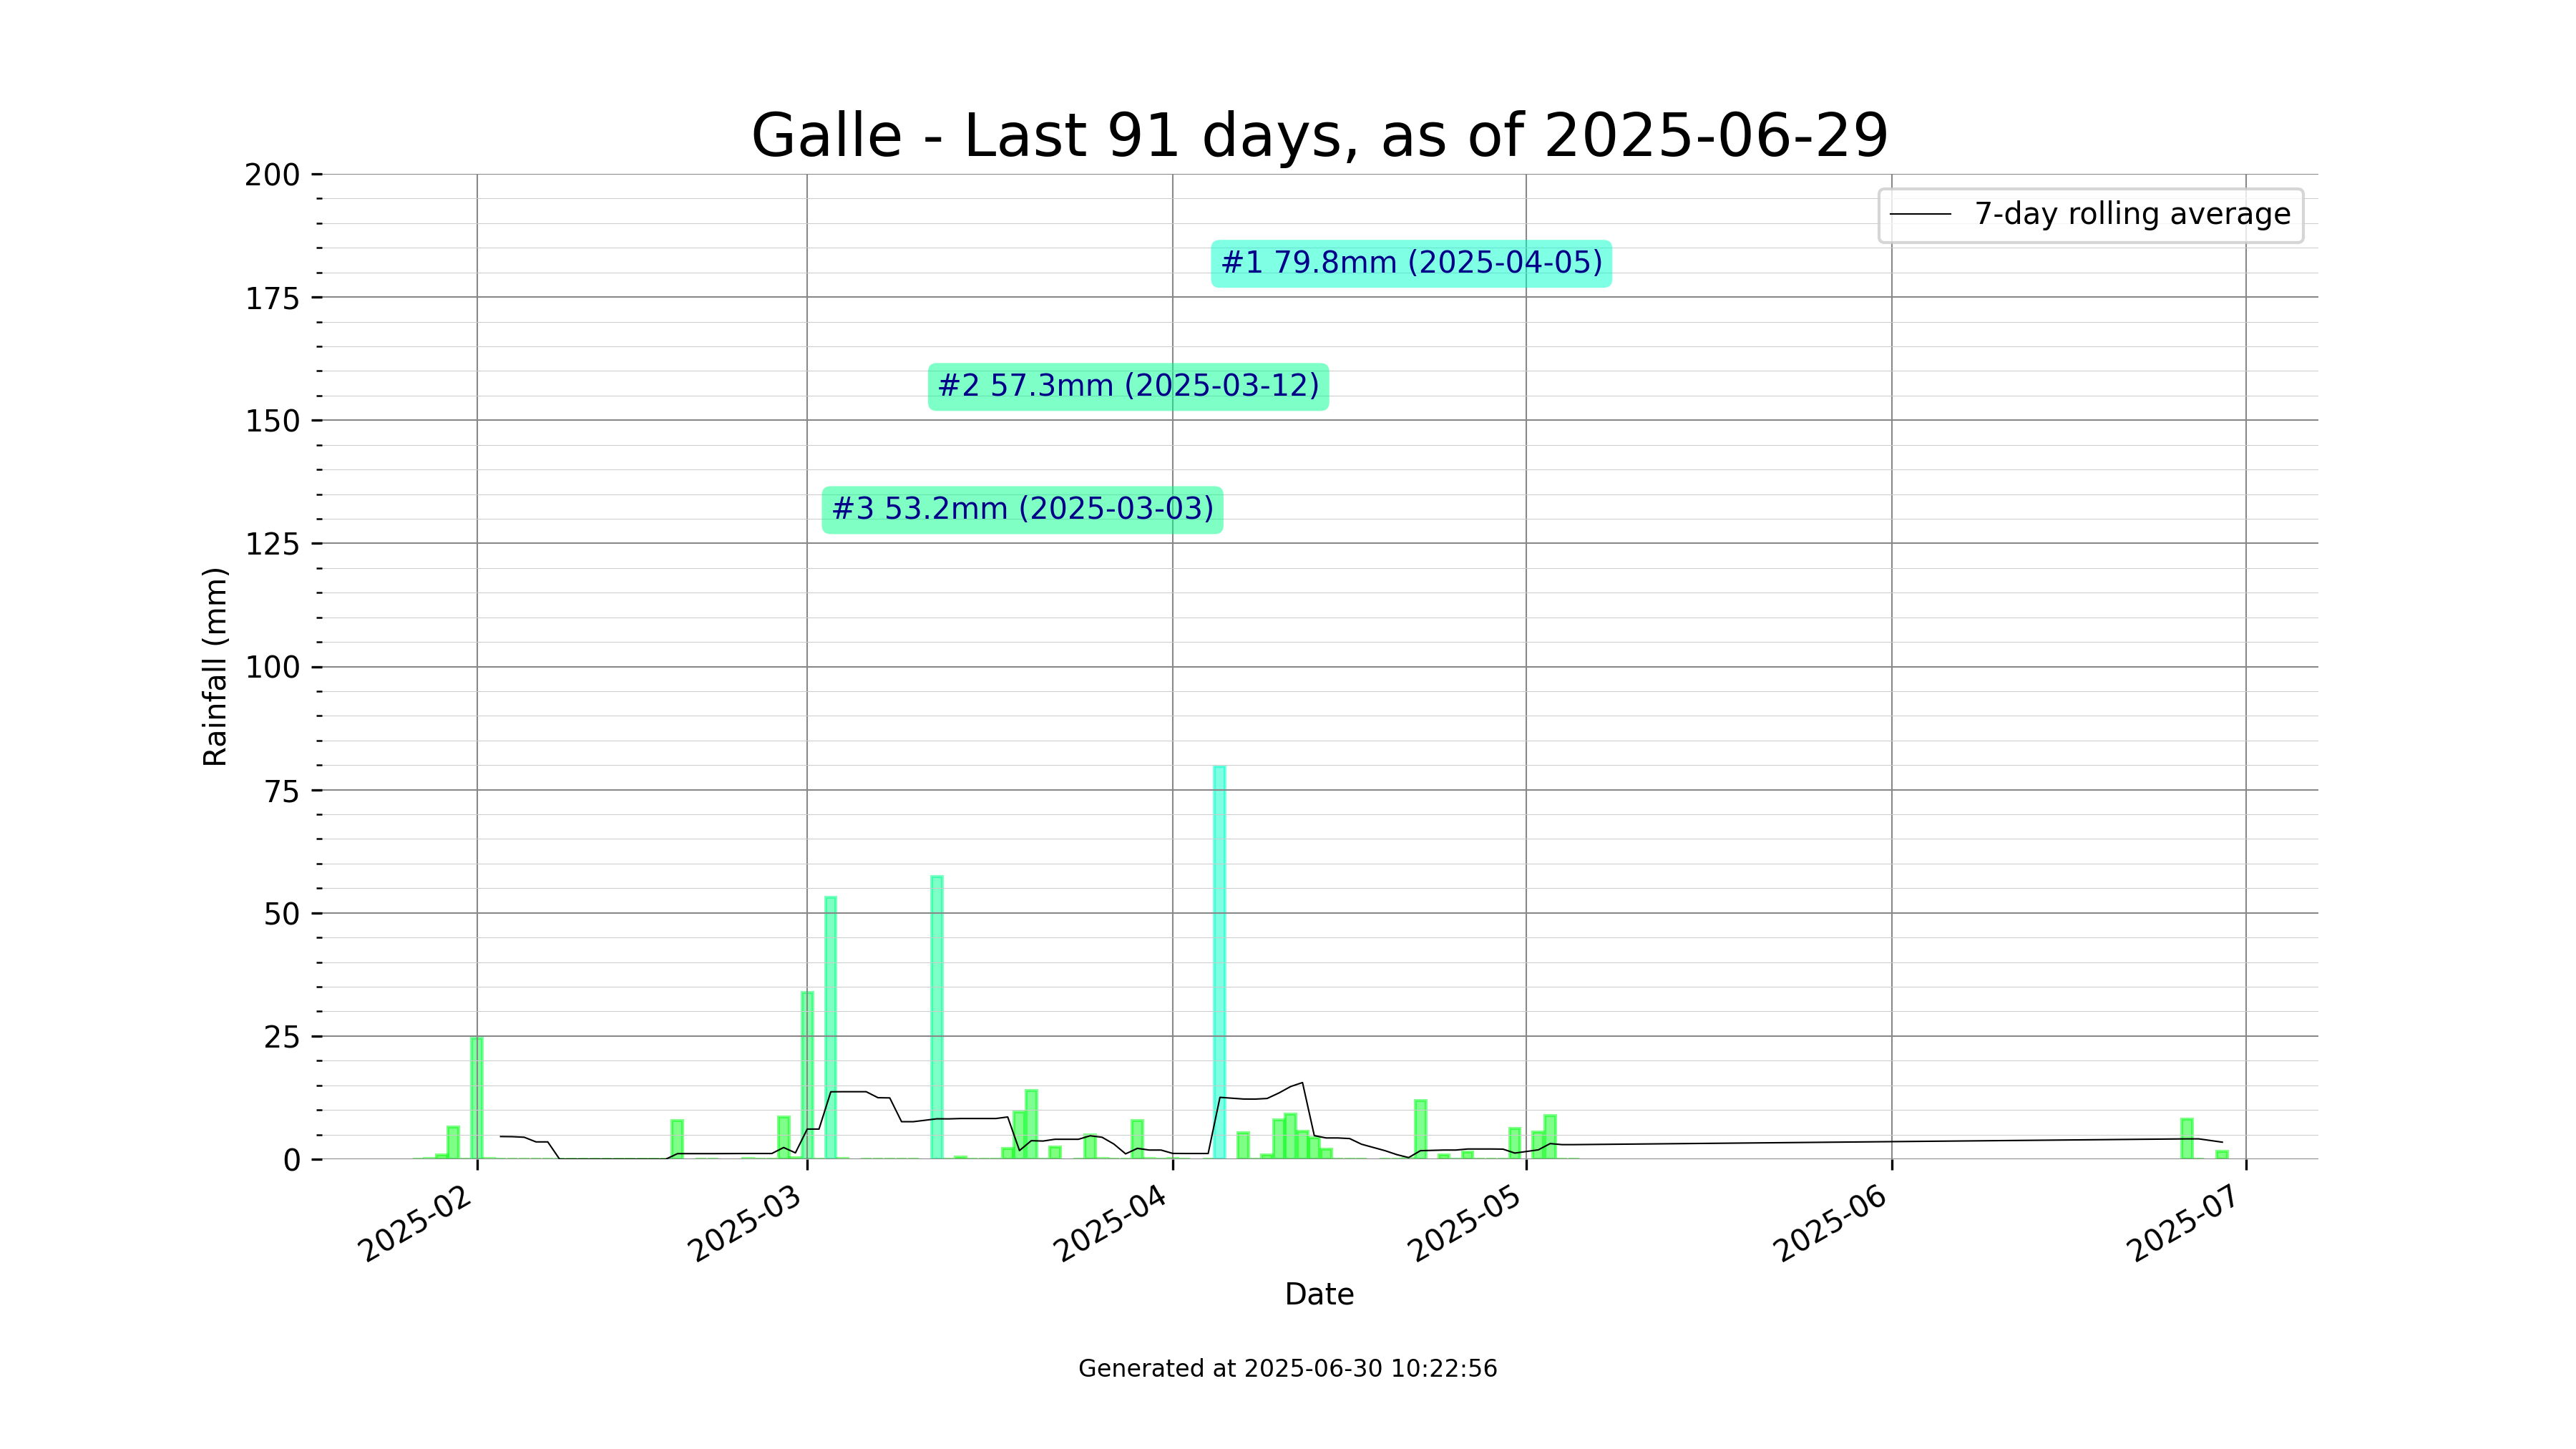 Galle - Last 91 days, as of 2025-06-29
200
175
150
125
100
75
50
25
0
Rainfall (mm)
7-day rolling average
#1 79.8mm (2025-04-05)
#2 57.3mm (2025-03-12)
#3 53.2mm (2025-03-03)
2025-02
2025-03
2025-04
2025-05
2025-06
2025-07
Date
Generated at 2025-06-30 10:22:56